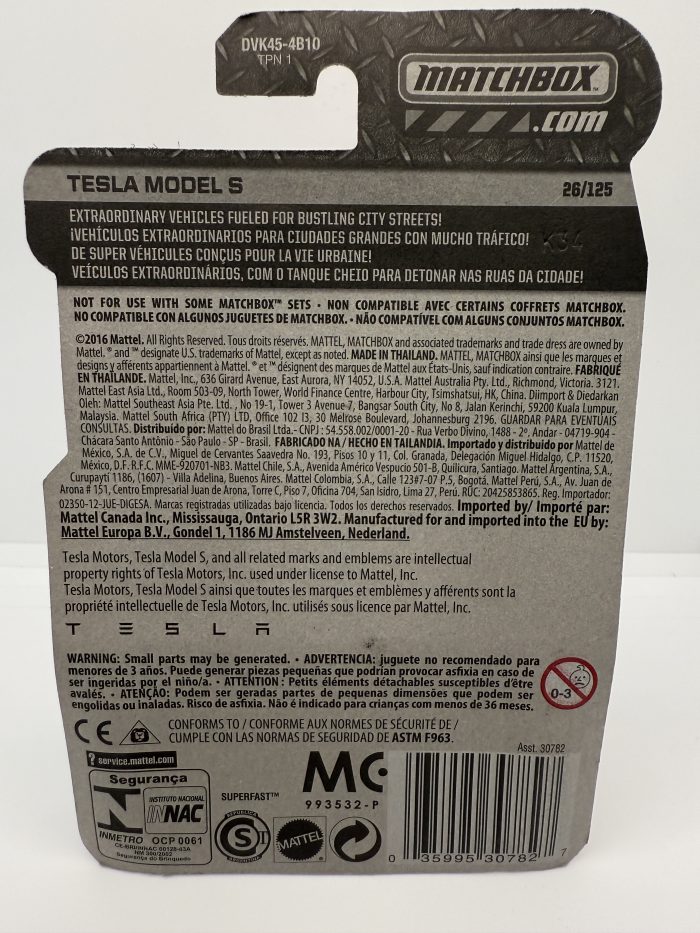 DVK45-4B10
TPN 1
MATCHBOX™
.com
TESLA MODEL S 26/125
EXTRAORDINARY VEHICLES FUELED FOR BUSTLING CITY STREETS!
¡VEHÍCULOS EXTRAORDINARIOS PARA CIUDADES GRANDES CON MUCHO TRÁFICO! K34
DE SUPER VÉHICULES CONÇUS POUR LA VIE URBAINE!
VEÍCULOS EXTRAORDINÁRIOS, COM O TANQUE CHEIO PARA DETONAR NAS RUAS DA CIDADE!
NOT FOR USE WITH SOME MATCHBOX™ SETS • NON COMPATIBLE AVEC CERTAINS COFFRETS MATCHBOX.
NO COMPATIBLE CON ALGUNOS JUGUETES DE MATCHBOX. • NÃO COMPATÍVEL COM ALGUNS CONJUNTOS MATCHBOX.
©2016 Mattel. All Rights Reserved. Tous droits réservés. MATTEL, MATCHBOX and associated trademarks and trade dress are owned by
Mattel. ® and ™ designate U.S. trademarks of Mattel, except as noted. MADE IN THAILAND. MATTEL, MATCHBOX ainsi que les marques et
designs y afférents appartiennent à Mattel. ® et ™ désignent des marques de Mattel aux États-Unis, sauf indication contraire. FABRIQUÉ
EN THAÏLANDE. Mattel, Inc., 636 Girard Avenue, East Aurora, NY 14052, U.S.A. Mattel Australia Pty. Ltd., Richmond, Victoria. 3121.
Mattel East Asia Ltd., Room 503-09, North Tower, World Finance Centre, Harbour City, Tsimshatsui, HK, China. Diimport & Diedarkan
Oleh: Mattel Southeast Asia Pte. Ltd., No 19-1, Tower 3 Avenue 7, Bangsar South City, No 8, Jalan Kerinchi, 59200 Kuala Lumpur,
Malaysia. Mattel South Africa (PTY) LTD, Office 102 I3, 30 Melrose Boulevard, Johannesburg 2196. GUARDAR PARA EVENTUAIS
CONSULTAS. Distribuído por: Mattel do Brasil Ltda.- CNPJ : 54.558.002/0001-20 - Rua Verbo Divino, 1488 - 2º. Andar - 04719-904 -
Chácara Santo Antônio - São Paulo - SP - Brasil. FABRICADO NA / HECHO EN TAILANDIA. Importado y distribuido por Mattel de
México, S.A. de C.V., Miguel de Cervantes Saavedra No. 193, Pisos 10 y 11, Col. Granada, Delegación Miguel Hidalgo, C.P. 11520,
México, D.F. R.F.C. MME-920701-NB3. Mattel Chile, S.A., Avenida Américo Vespucio 501-B, Quilicura, Santiago. Mattel Argentina, S.A.,
Curupaytí 1186, (1607) - Villa Adelina, Buenos Aires. Mattel Colombia, S.A., Calle 123#7-07 P.5, Bogotá. Mattel Perú, S.A., Av. Juan de
Arona # 151, Centro Empresarial Juan de Arona, Torre C, Piso 7, Oficina 704, San Isidro, Lima 27, Perú. RUC: 20425853865. Reg. Importador:
02350-12-JUE-DIGESA. Marcas registradas utilizadas bajo licencia. Todos los derechos reservados. Imported by/ Importé par:
Mattel Canada Inc., Mississauga, Ontario L5R 3W2. Manufactured for and imported into the EU by:
Mattel Europa B.V., Gondel 1, 1186 MJ Amstelveen, Nederland.
Tesla Motors, Tesla Model S, and all related marks and emblems are intellectual
property rights of Tesla Motors, Inc. used under license to Mattel, Inc.
Tesla Motors, Tesla Model S ainsi que toutes les marques et emblèmes y afférents sont la
propriété intellectuelle de Tesla Motors, Inc. utilisés sous licence par Mattel, Inc.
TESLA
WARNING: Small parts may be generated. • ADVERTENCIA: juguete no recomendado para
menores de 3 años. Puede generar piezas pequeñas que podrían provocar asfixia en caso de
ser ingeridas por el niño/a. • ATTENTION : Petits éléments détachables susceptibles d'être
avalés. • ATENÇÃO: Podem ser geradas partes de pequenas dimensões que podem ser
engolidas ou inaladas. Risco de asfixia. Não é indicado para crianças com menos de 36 meses.
0-3
CE
CONFORMS TO / CONFORME AUX NORMES DE SÉCURITÉ DE /
CUMPLE CON LAS NORMAS DE SEGURIDAD DE ASTM F963.
Asst. 30782
? service.mattel.com
Segurança
INSTITUTO NACIONAL
INNAC
INMETRO OCP 0061
NM 300/2002
Segurança do Brinquedo
SUPERFAST™
MC
993532-P
S
MATTEL
0 35995 30782 7